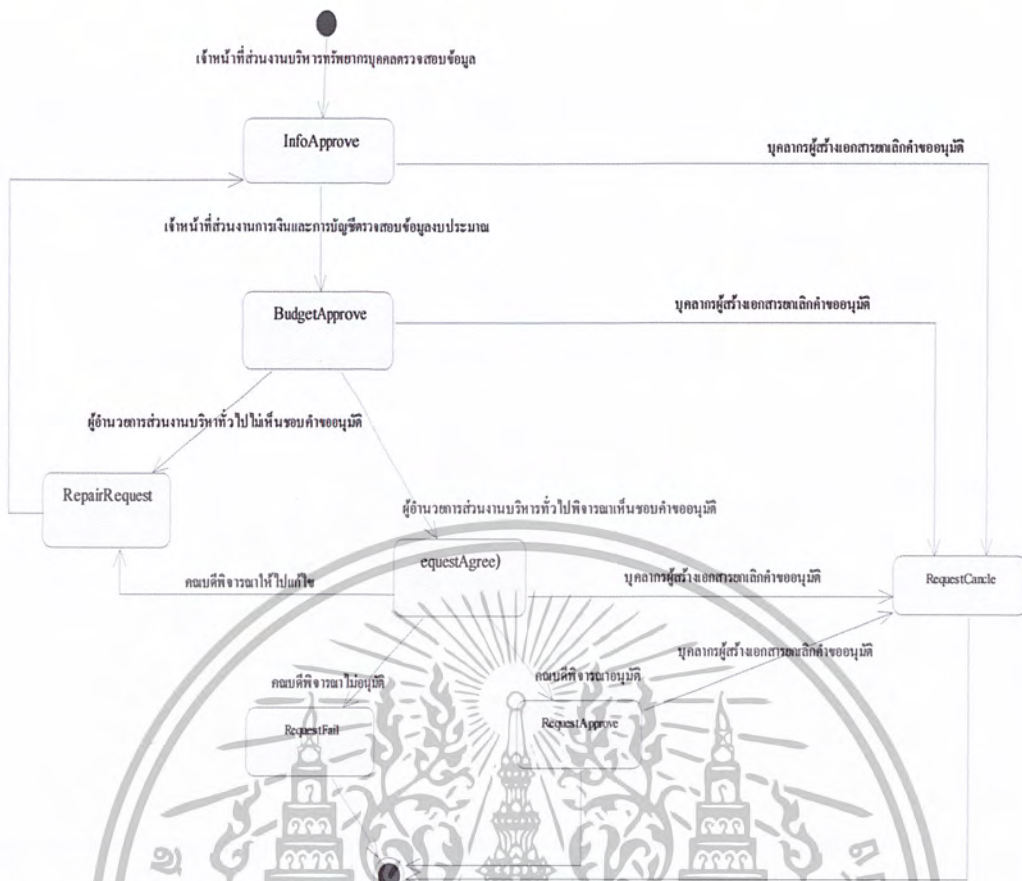 เจ้าหน้าที่ส่วนงานบริหารทรัพยากรบุคคลตรวจสอบข้อมูล
InfoApprove
บุคลากรผู้สร้างเอกสารยกเลิกคำขออนุมัติ
เจ้าหน้าที่ส่วนงานการเงินและการบัญชีตรวจสอบข้อมูลงบประมาณ
BudgetApprove
บุคลากรผู้สร้างเอกสารยกเลิกคำขออนุมัติ
ผู้อำนวยการส่วนงานบริหาทั่วไปไม่เห็นชอบคำขออนุมัติ
RepairRequest
ผู้อำนวยการส่วนงานบริหารทั่วไปพิจารณาเห็นชอบคำขออนุมัติ
equestAgree)
คณบดีพิจารณาให้ไปแก้ไข
บุคลากรผู้สร้างเอกสารยกเลิกคำขออนุมัติ
RequestCancle
บุคลากรผู้สร้างเอกสารยกเลิกคำขออนุมัติ
คณบดีพิจารณาไม่อนุมัติ
คณบดีพิจารณาอนุมัติ
RequestFail
RequestApprove